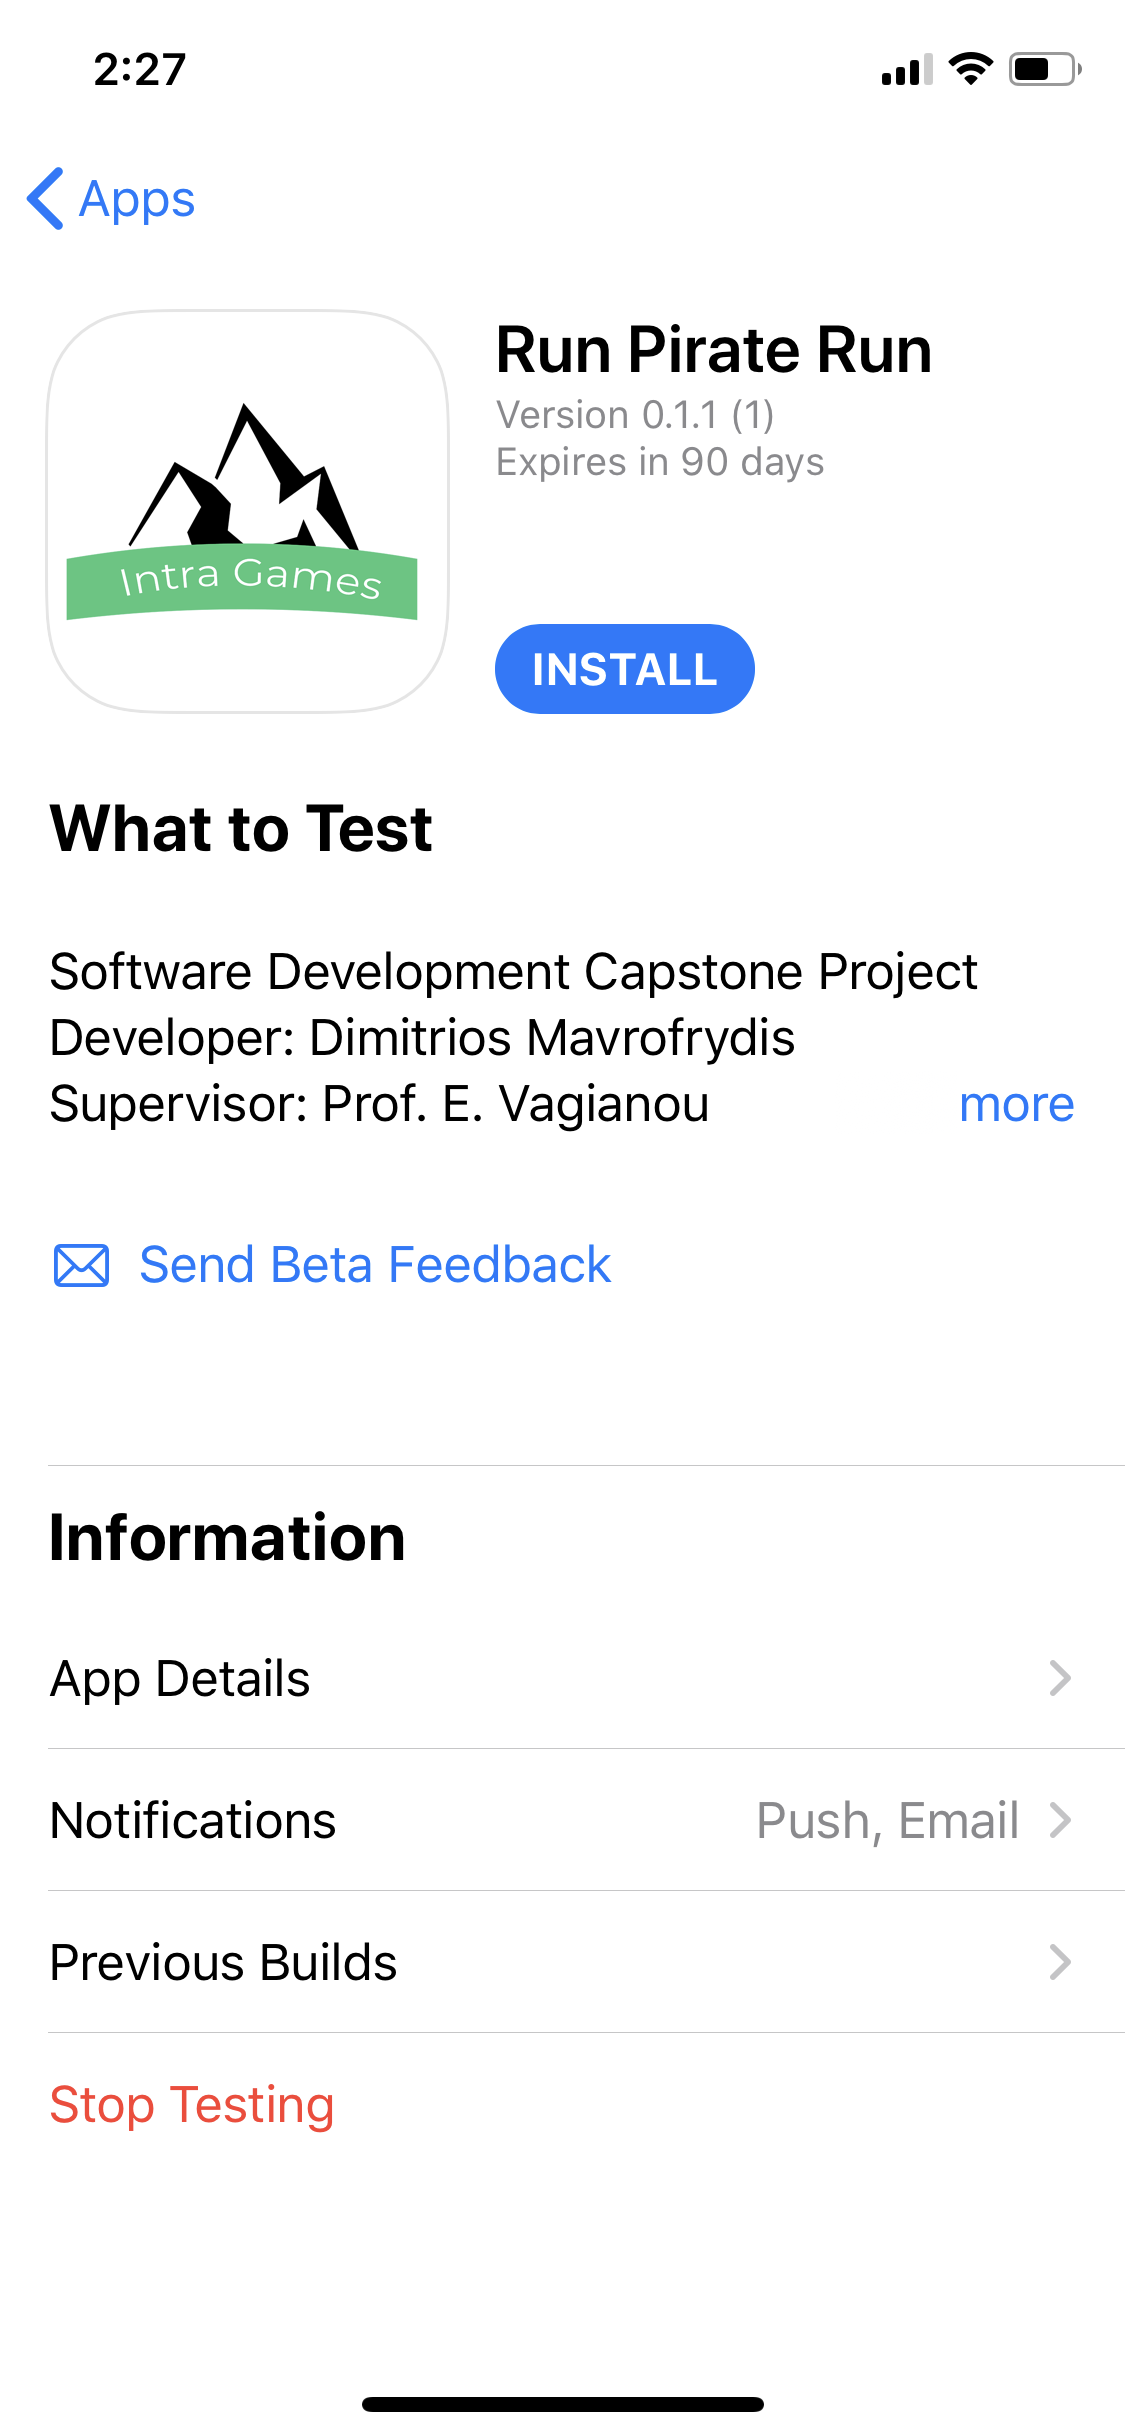 2:27
Apps
Run Pirate Run
Version 0.1.1 (1)
Expires in 90 days
Intra Games
INSTALL
What to Test
Software Development Capstone Project
Developer: Dimitrios Mavrofrydis
Supervisor: Prof. E. Vagianou more
Send Beta Feedback
Information
App Details
Notifications Push, Email
Previous Builds
Stop Testing